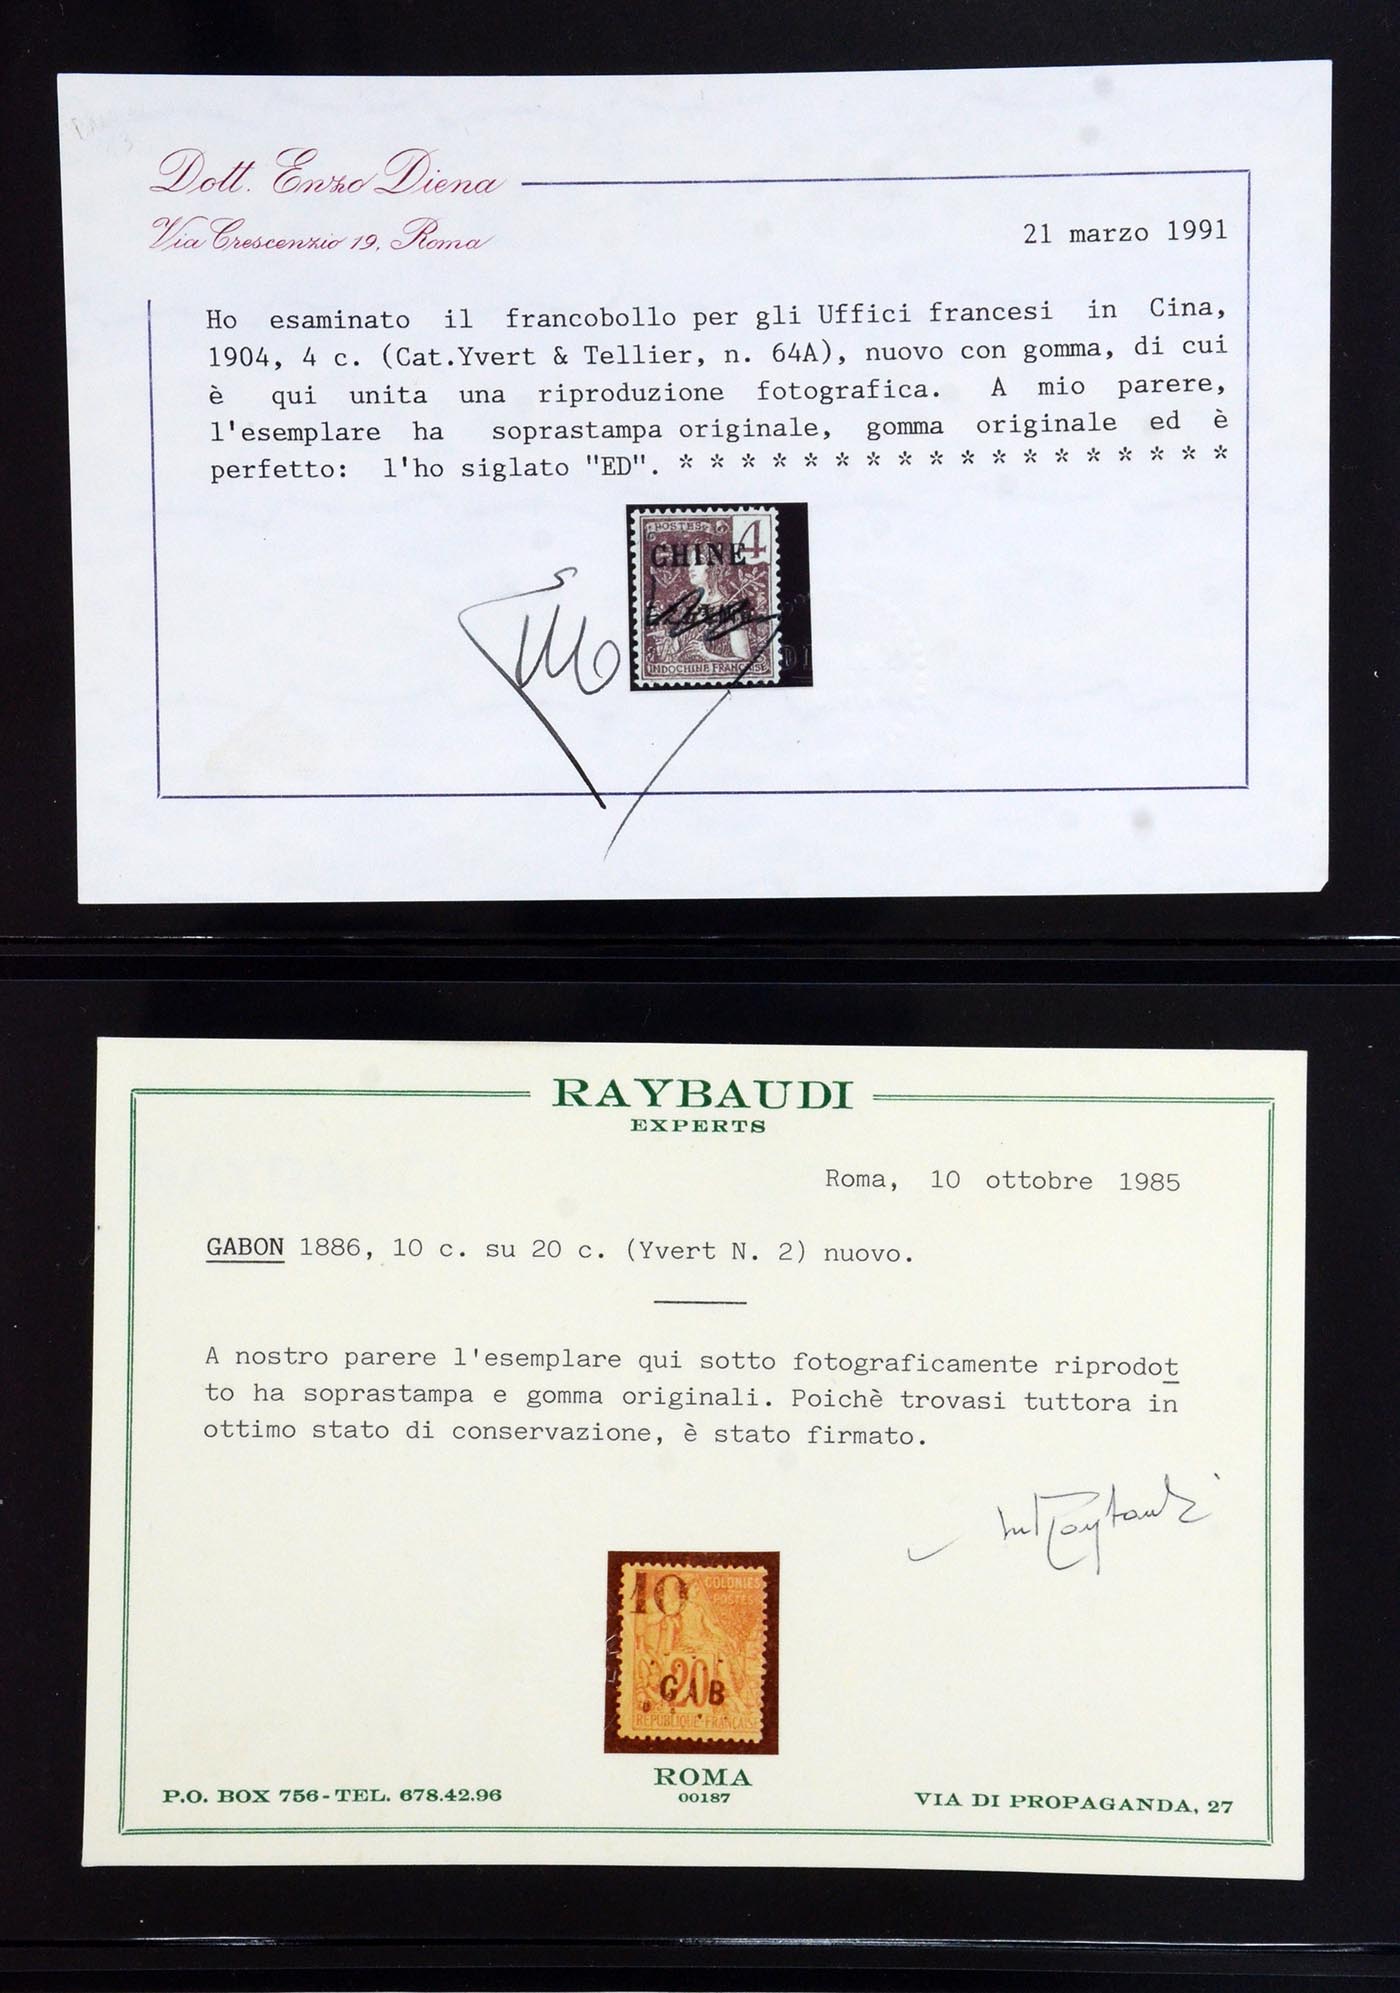 Dott. Enzo Diena
Via Crescenzio 19, Roma
21 marzo 1991
Ho esaminato il francobollo per gli Uffici francesi in Cina,
1904, 4 c. (Cat.Yvert & Tellier, n. 64A), nuovo con gomma, di cui
è qui unita una riproduzione fotografica. A mio parere,
l'esemplare ha soprastampa originale, gomma originale ed è
perfetto: l'ho siglato "ED". * * * * * * * * * * * * * * * * * *
POSTES
4
CHINE
INDOCHINE FRANÇAISE
RAYBAUDI
EXPERTS
Roma, 10 ottobre 1985
GABON 1886, 10 c. su 20 c. (Yvert N. 2) nuovo.
A nostro parere l'esemplare qui sotto fotograficamente riprodot
to ha soprastampa e gomma originali. Poichè trovasi tuttora in
ottimo stato di conservazione, è stato firmato.
10
COLONIES
POSTES
20
GAB
REPUBLIQUE FRANÇAISE
ROMA
00187
P.O. BOX 756-TEL. 678.42.96
VIA DI PROPAGANDA, 27